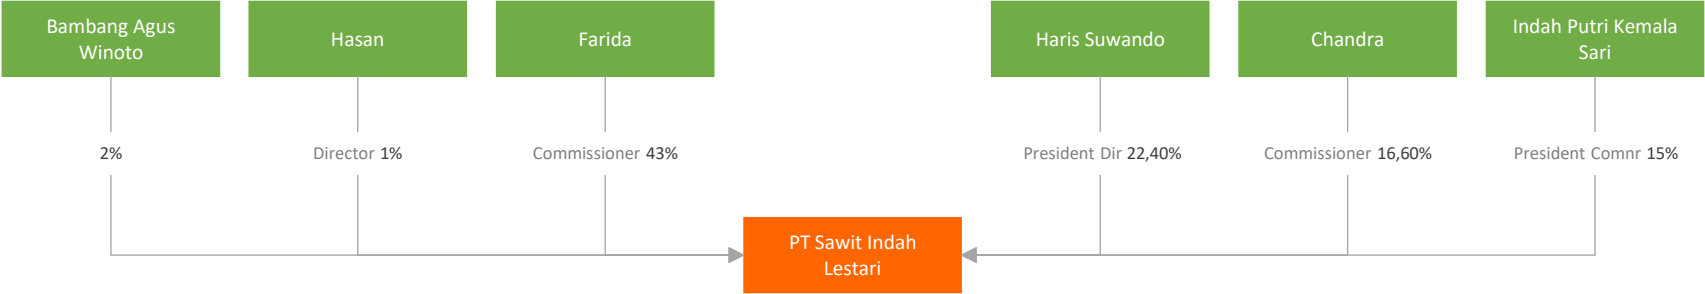 Bambang Agus
Winoto
Hasan
Farida
Haris Suwando
Chandra
Indah Putri Kemala
Sari
2%
Director 1%
Commissioner 43%
President Dir 22,40%
Commissioner 16,60%
President Comnr 15%
PT Sawit Indah
Lestari